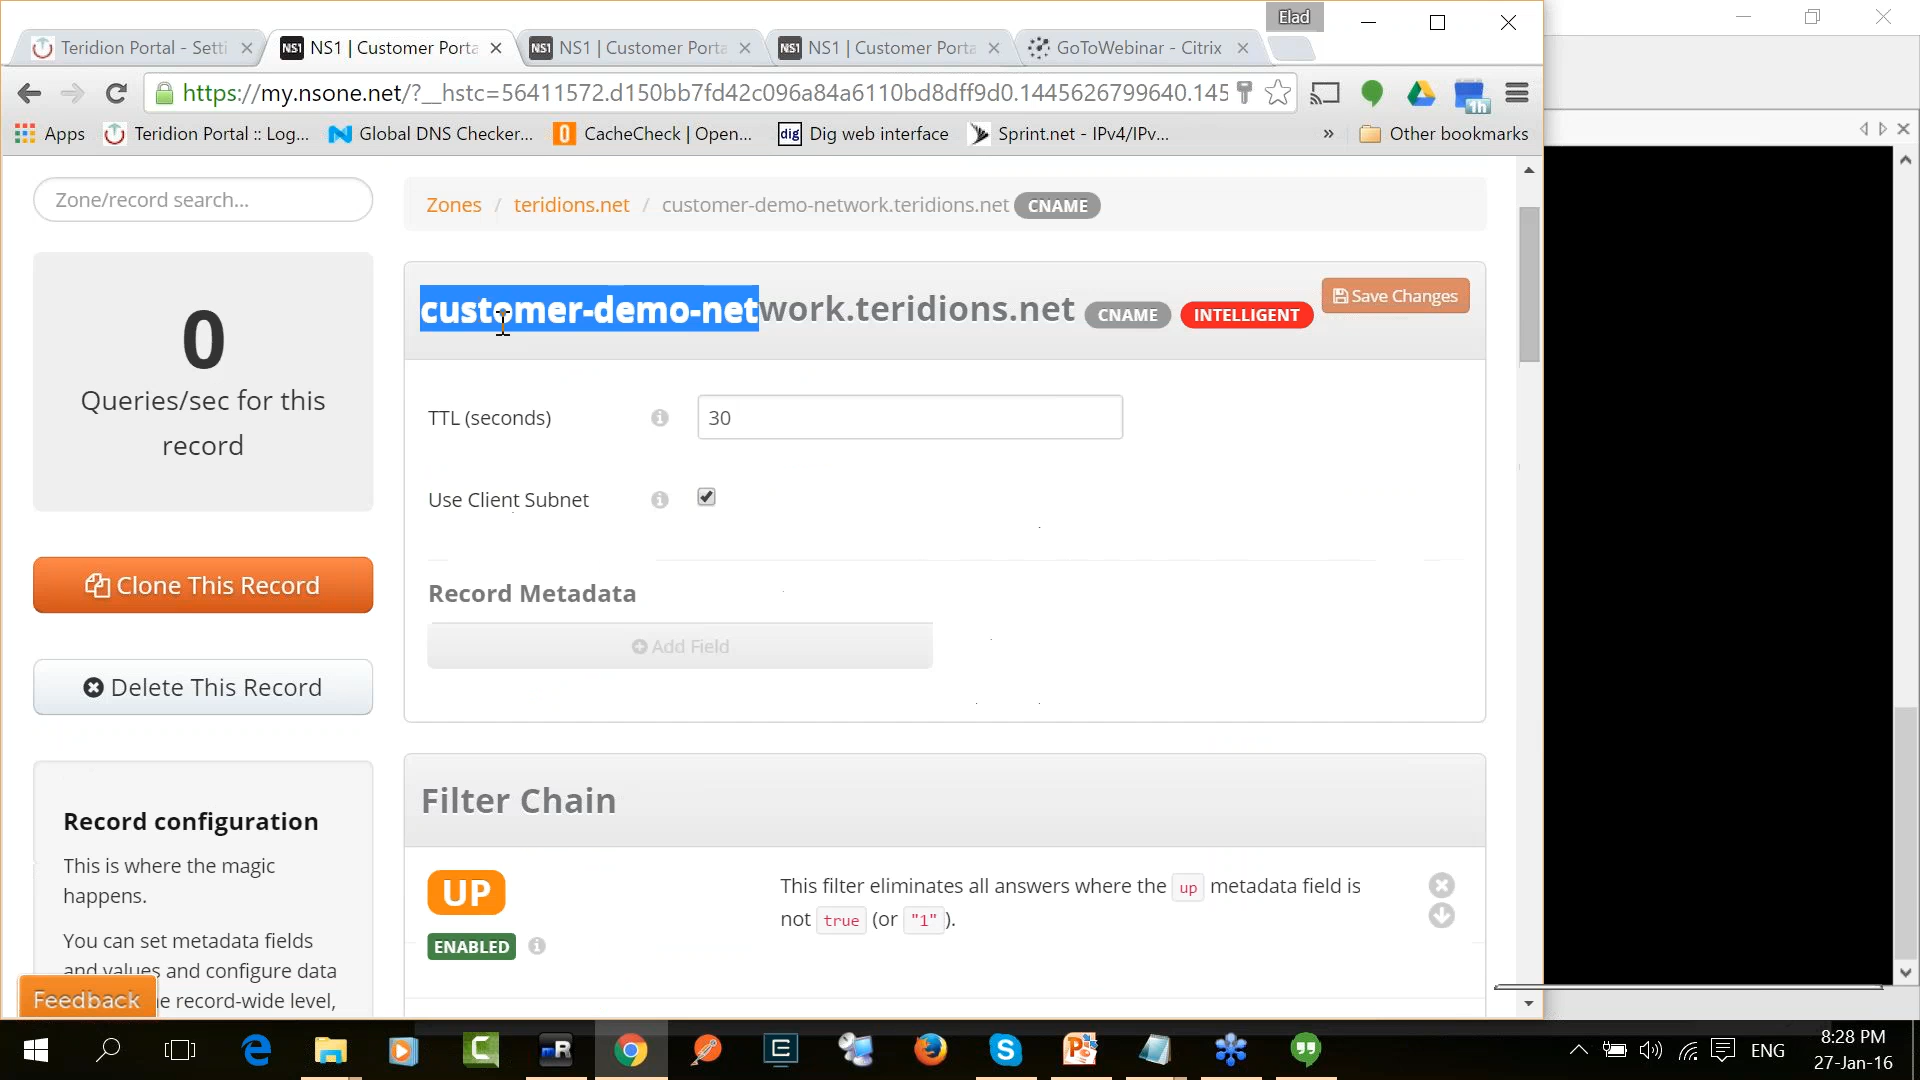 Elad
Teridion Portal - Setti
NS1 | Customer Porta
NS1 | Customer Porta
NS1 | Customer Porta
GoToWebinar - Citrix
https://my.nsone.net/?__hstc=56411572.d150bb7fd42c096a84a6110bd8dff9d0.1445626799640.145
1h
Apps
Teridion Portal :: Log...
Global DNS Checker...
CacheCheck | Open...
dig Dig web interface
Sprint.net - IPv4/IPv...
» Other bookmarks
Zone/record search...
Zones / teridions.net / customer-demo-network.teridions.net CNAME
0
Queries/sec for this
record
customer-demo-network.teridions.net CNAME INTELLIGENT
Save Changes
TTL (seconds) 30
Use Client Subnet
Clone This Record
Record Metadata
Add Field
Delete This Record
Filter Chain
Record configuration
This is where the magic
happens.
You can set metadata fields
and values and configure data
e record-wide level,
Feedback
UP
ENABLED
This filter eliminates all answers where the up metadata field is
not true (or "1").
ENG
8:28 PM
27-Jan-16